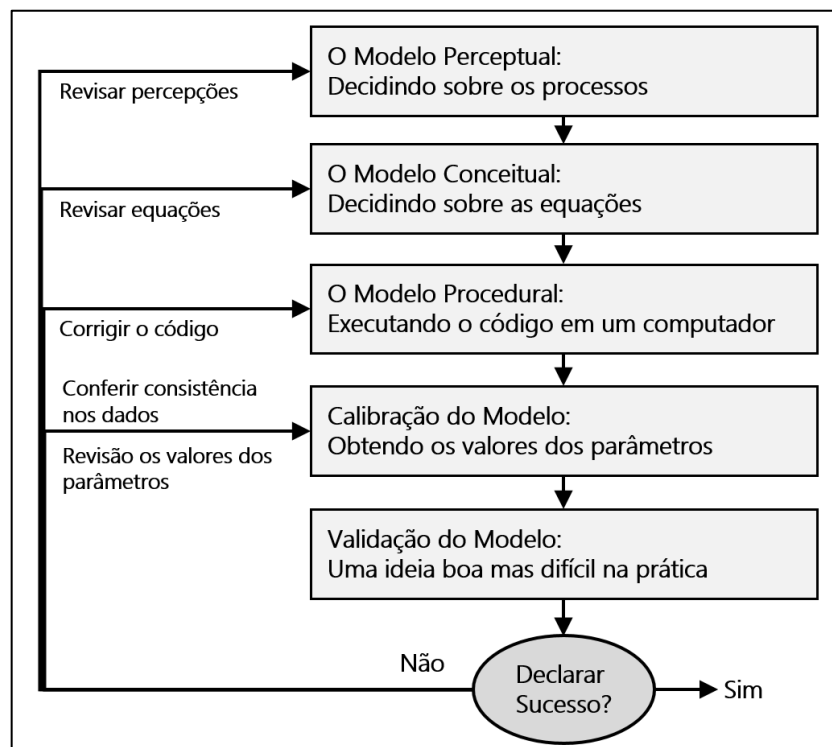 O Modelo Perceptual:
Decidindo sobre os processos
Revisar percepções
O Modelo Conceitual:
Decidindo sobre as equações
Revisar equações
O Modelo Procedural:
Executando o código em um computador
Corrigir o código
Conferir consistência
nos dados
Calibração do Modelo:
Obtendo os valores dos parâmetros
Revisão os valores dos
parâmetros
Validação do Modelo:
Uma ideia boa mas difícil na prática
Não
Declarar
Sucesso?
Sim